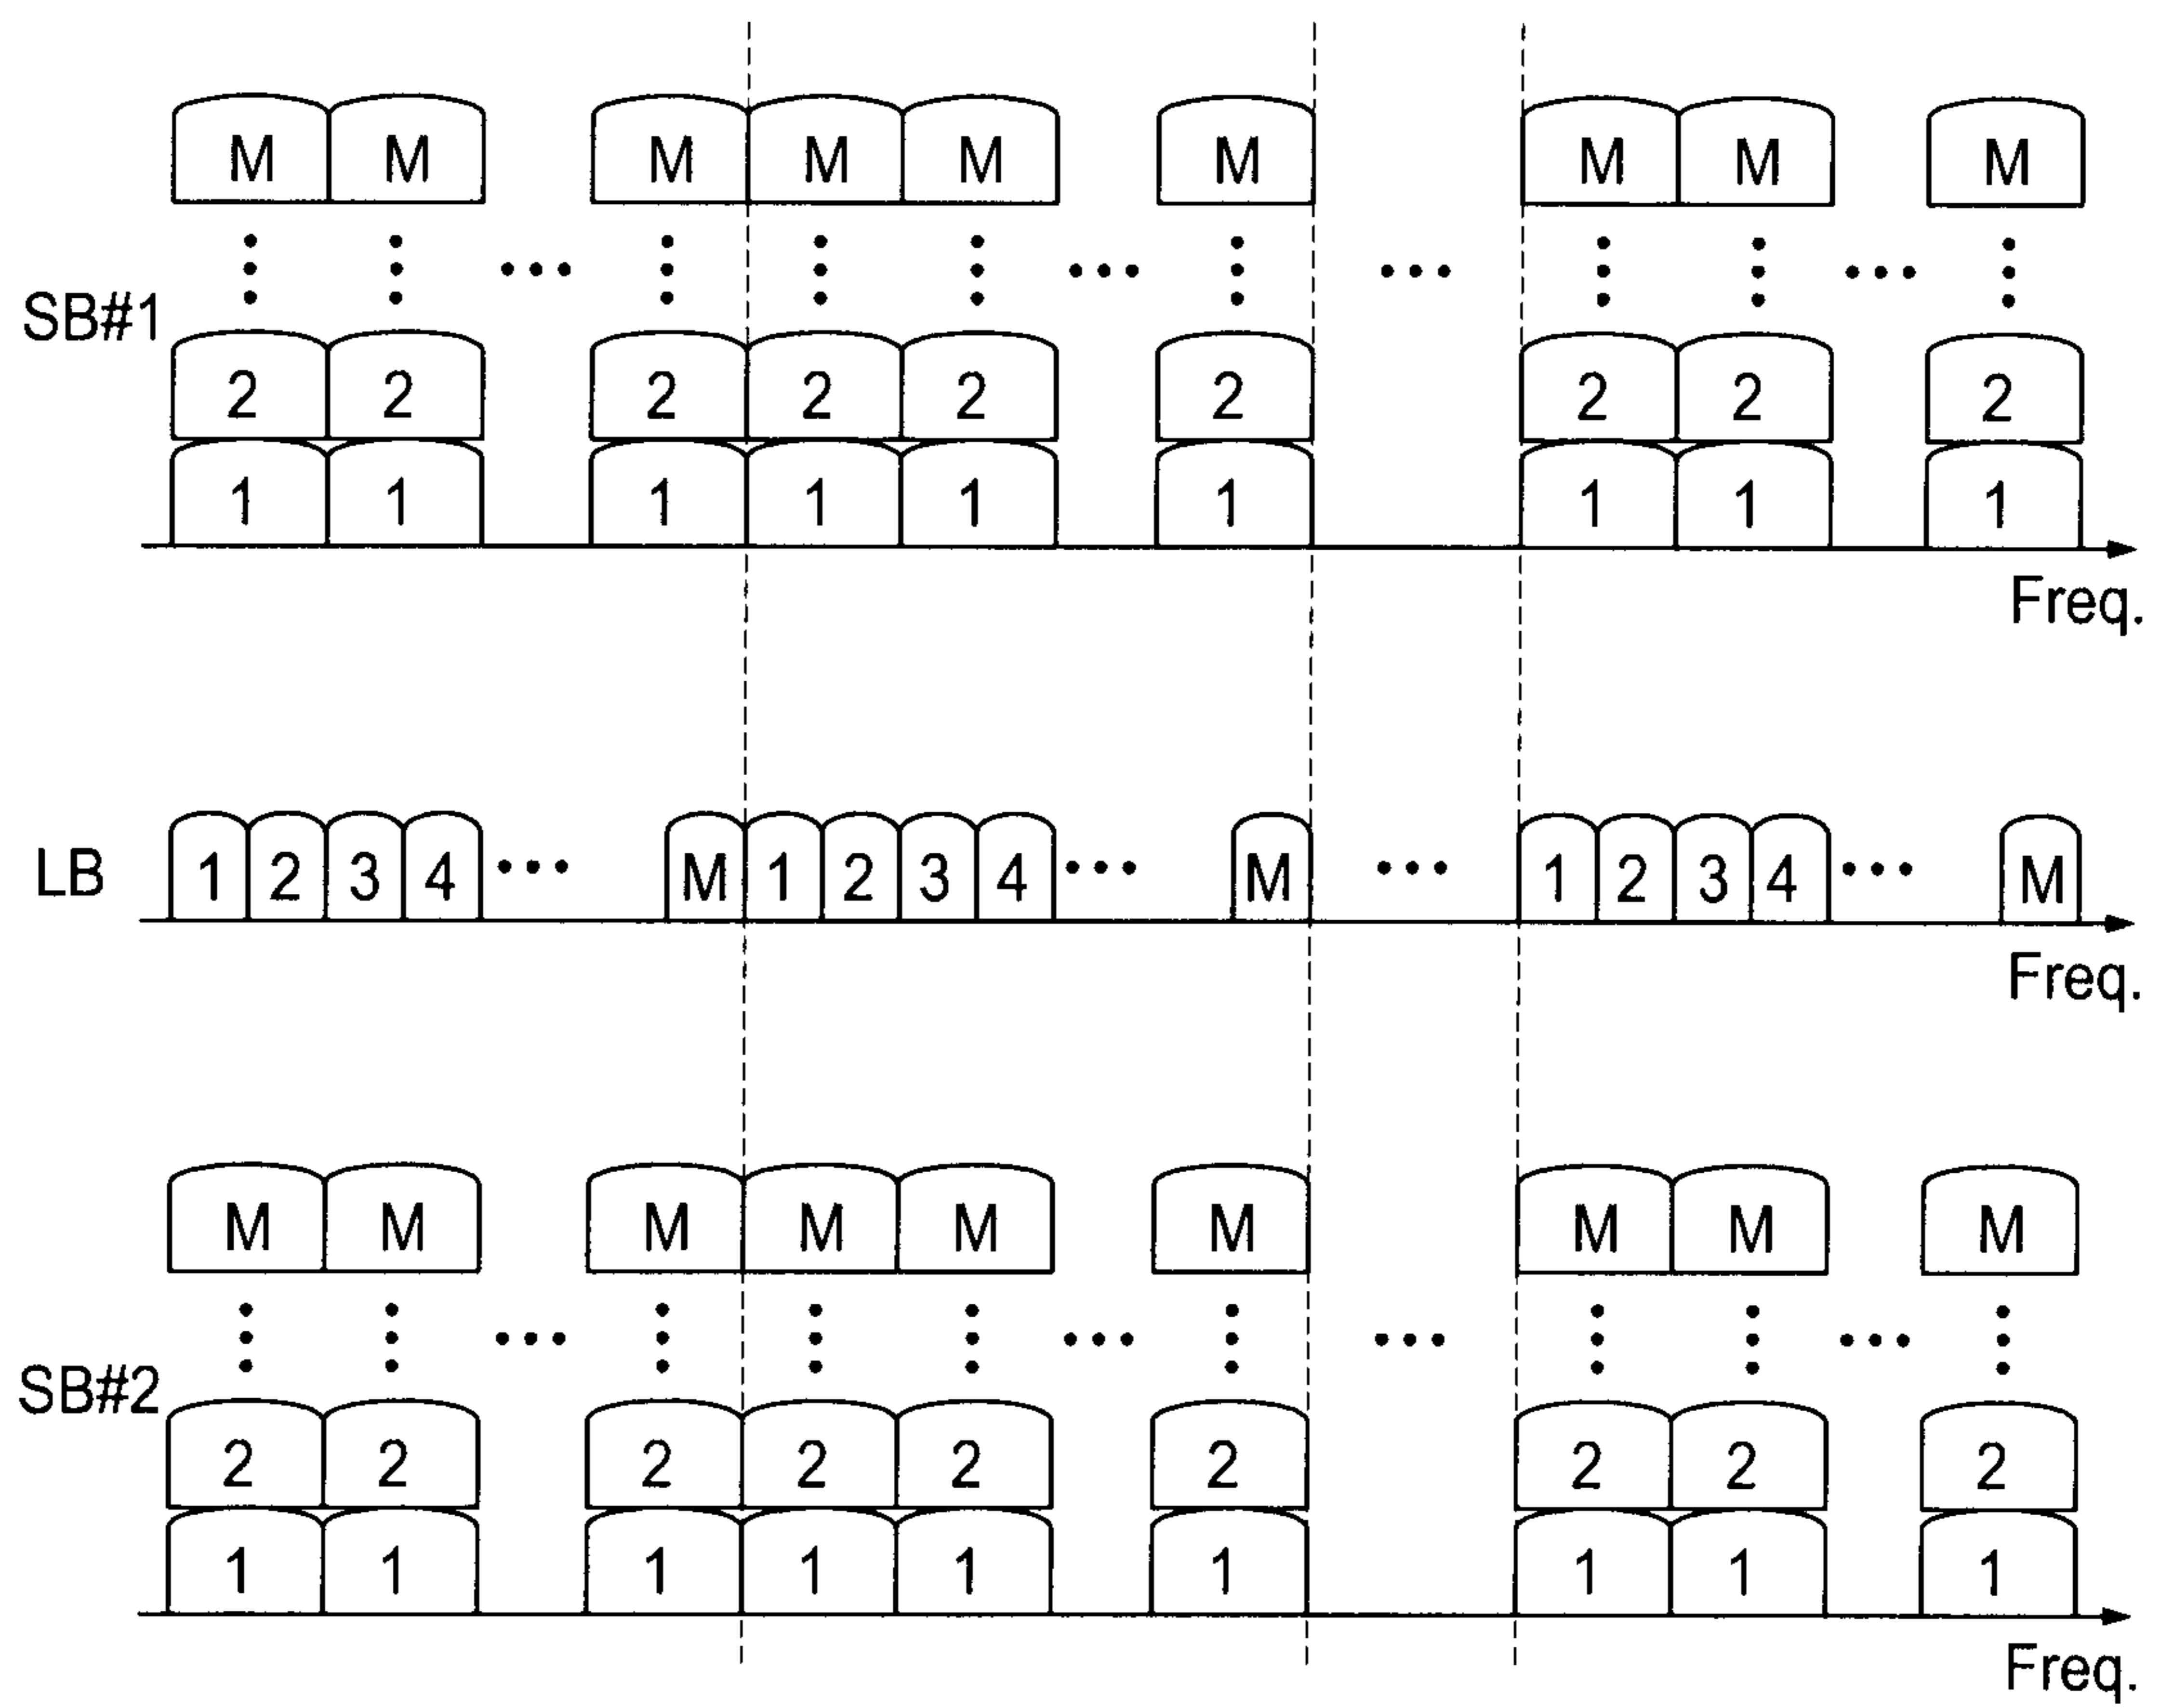 M M M M M M M M M
SB#1
2 2 2 2 2 2 2 2 2
1 1 1 1 1 1 1 1 1
Freq.
LB 1 2 3 4 ... M 1 2 3 4 ... M ... 1 2 3 4 ... M
Freq.
M M M M M M M M M
SB#2
2 2 2 2 2 2 2 2 2
1 1 1 1 1 1 1 1 1
Freq.